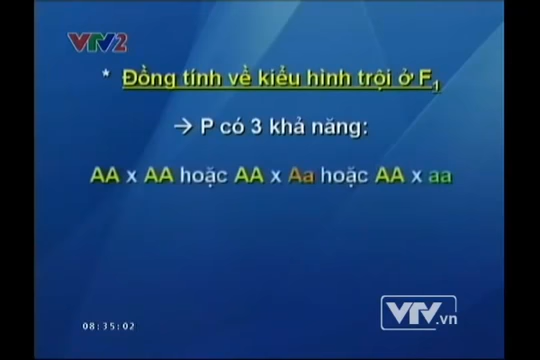 VTV2
* Đồng tính về kiểu hình trội ở F1
→ P có 3 khả năng:
AA x AA hoặc AA x Aa hoặc AA x aa
08:35:02
VTV.vn